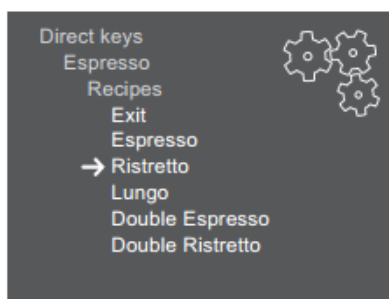 Direct keys
Espresso
Recipes
Exit
Espresso
Ristretto
Lungo
Double Espresso
Double Ristretto